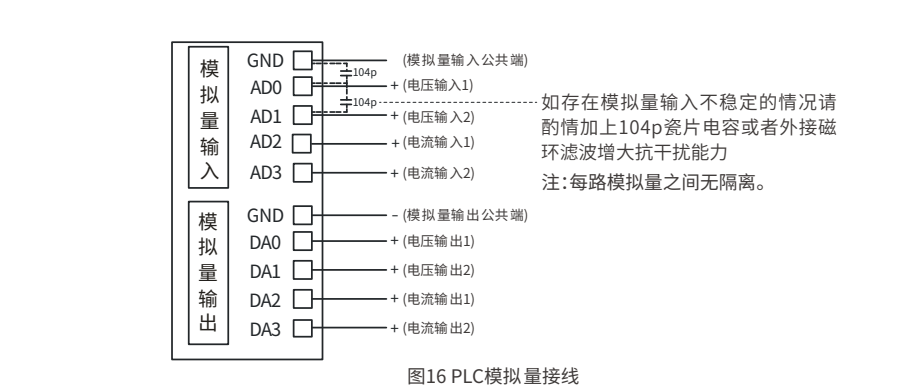 模拟量输入
GND (模拟量输入公共端)
104p
AD0 + (电压输入1)
104p
AD1 + (电压输入2)
AD2 + (电流输入1)
AD3 + (电流输入2)
如存在模拟量输入不稳定的情况请
酌情加上104p瓷片电容或者外接磁
环滤波增大抗干扰能力
注:每路模拟量之间无隔离。
模拟量输出
GND – (模拟量输出公共端)
DA0 + (电压输出1)
DA1 + (电压输出2)
DA2 + (电流输出1)
DA3 + (电流输出2)
图16 PLC模拟量接线